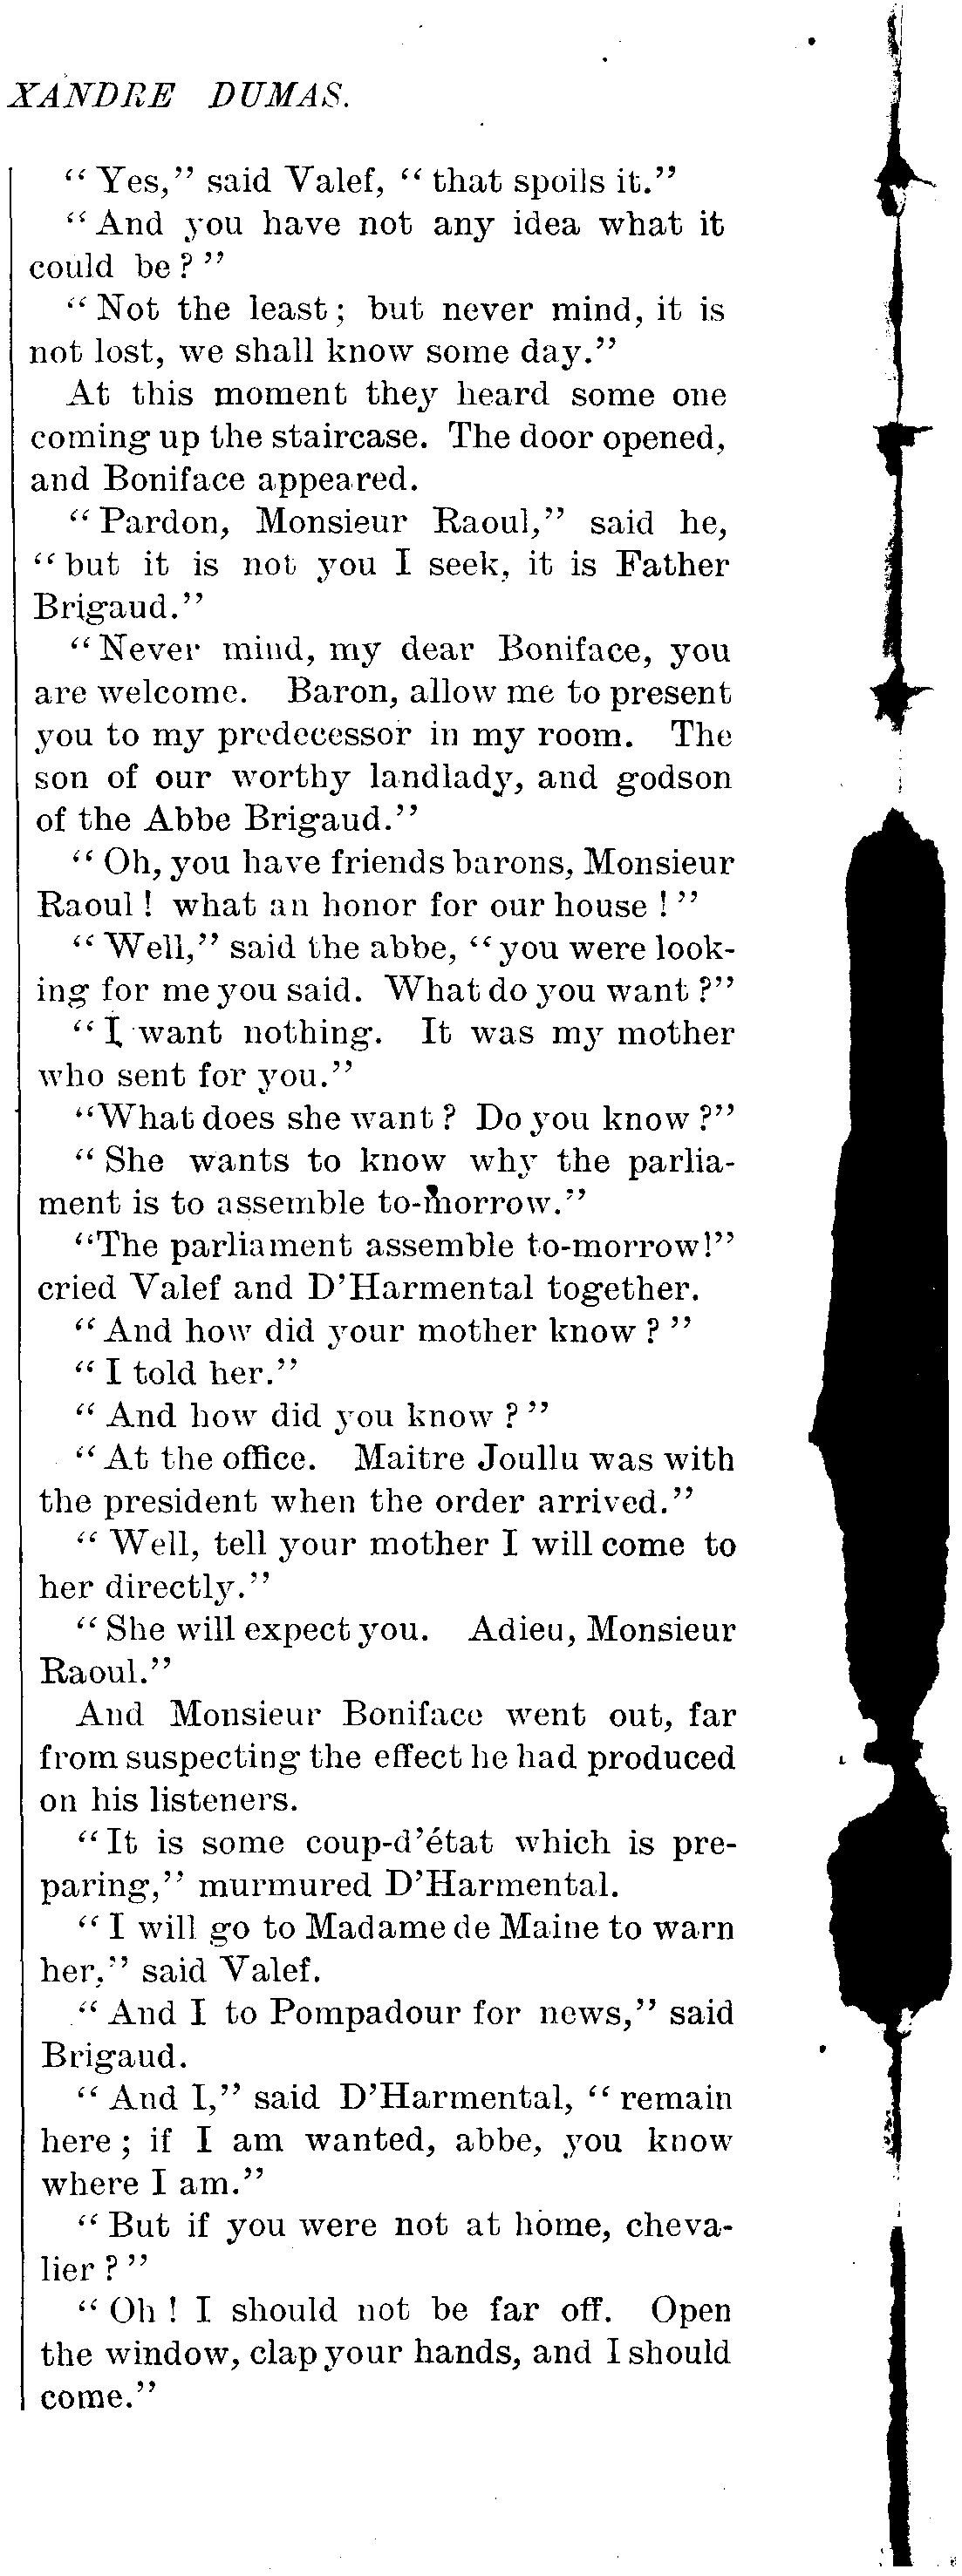 XANDRE DUMAS.
“Yes,” said Valef, “that spoils it.”
“And you have not any idea what it
could be?”
“Not the least; but never mind, it is
not lost, we shall know some day.”
At this moment they heard some one
coming up the staircase. The door opened,
and Boniface appeared.
“Pardon, Monsieur Raoul,” said he,
“but it is not you I seek, it is Father
Brigaud.”
“Never mind, my dear Boniface, you
are welcome. Baron, allow me to present
you to my predecessor in my room. The
son of our worthy landlady, and godson
of the Abbe Brigaud.”
“Oh, you have friends barons, Monsieur
Raoul! what an honor for our house!”
“Well,” said the abbe, “you were look-
ing for me you said. What do you want?”
“I want nothing. It was my mother
who sent for you.”
“What does she want? Do you know?”
“She wants to know why the parlia-
ment is to assemble to-morrow.”
“The parliament assemble to-morrow!”
cried Valef and D’Harmental together.
“And how did your mother know?”
“I told her.”
“And how did you know?”
“At the office. Maitre Joullu was with
the president when the order arrived.”
“Well, tell your mother I will come to
her directly.”
“She will expect you. Adieu, Monsieur
Raoul.”
And Monsieur Boniface went out, far
from suspecting the effect he had produced
on his listeners.
“It is some coup-d’état which is pre-
paring,” murmured D’Harmental.
“I will go to Madame de Maine to warn
her,” said Valef.
“And I to Pompadour for news,” said
Brigaud.
“And I,” said D’Harmental, “remain
here; if I am wanted, abbe, you know
where I am.”
“But if you were not at home, cheva-
lier?”
“Oh! I should not be far off. Open
the window, clap your hands, and I should
come.”